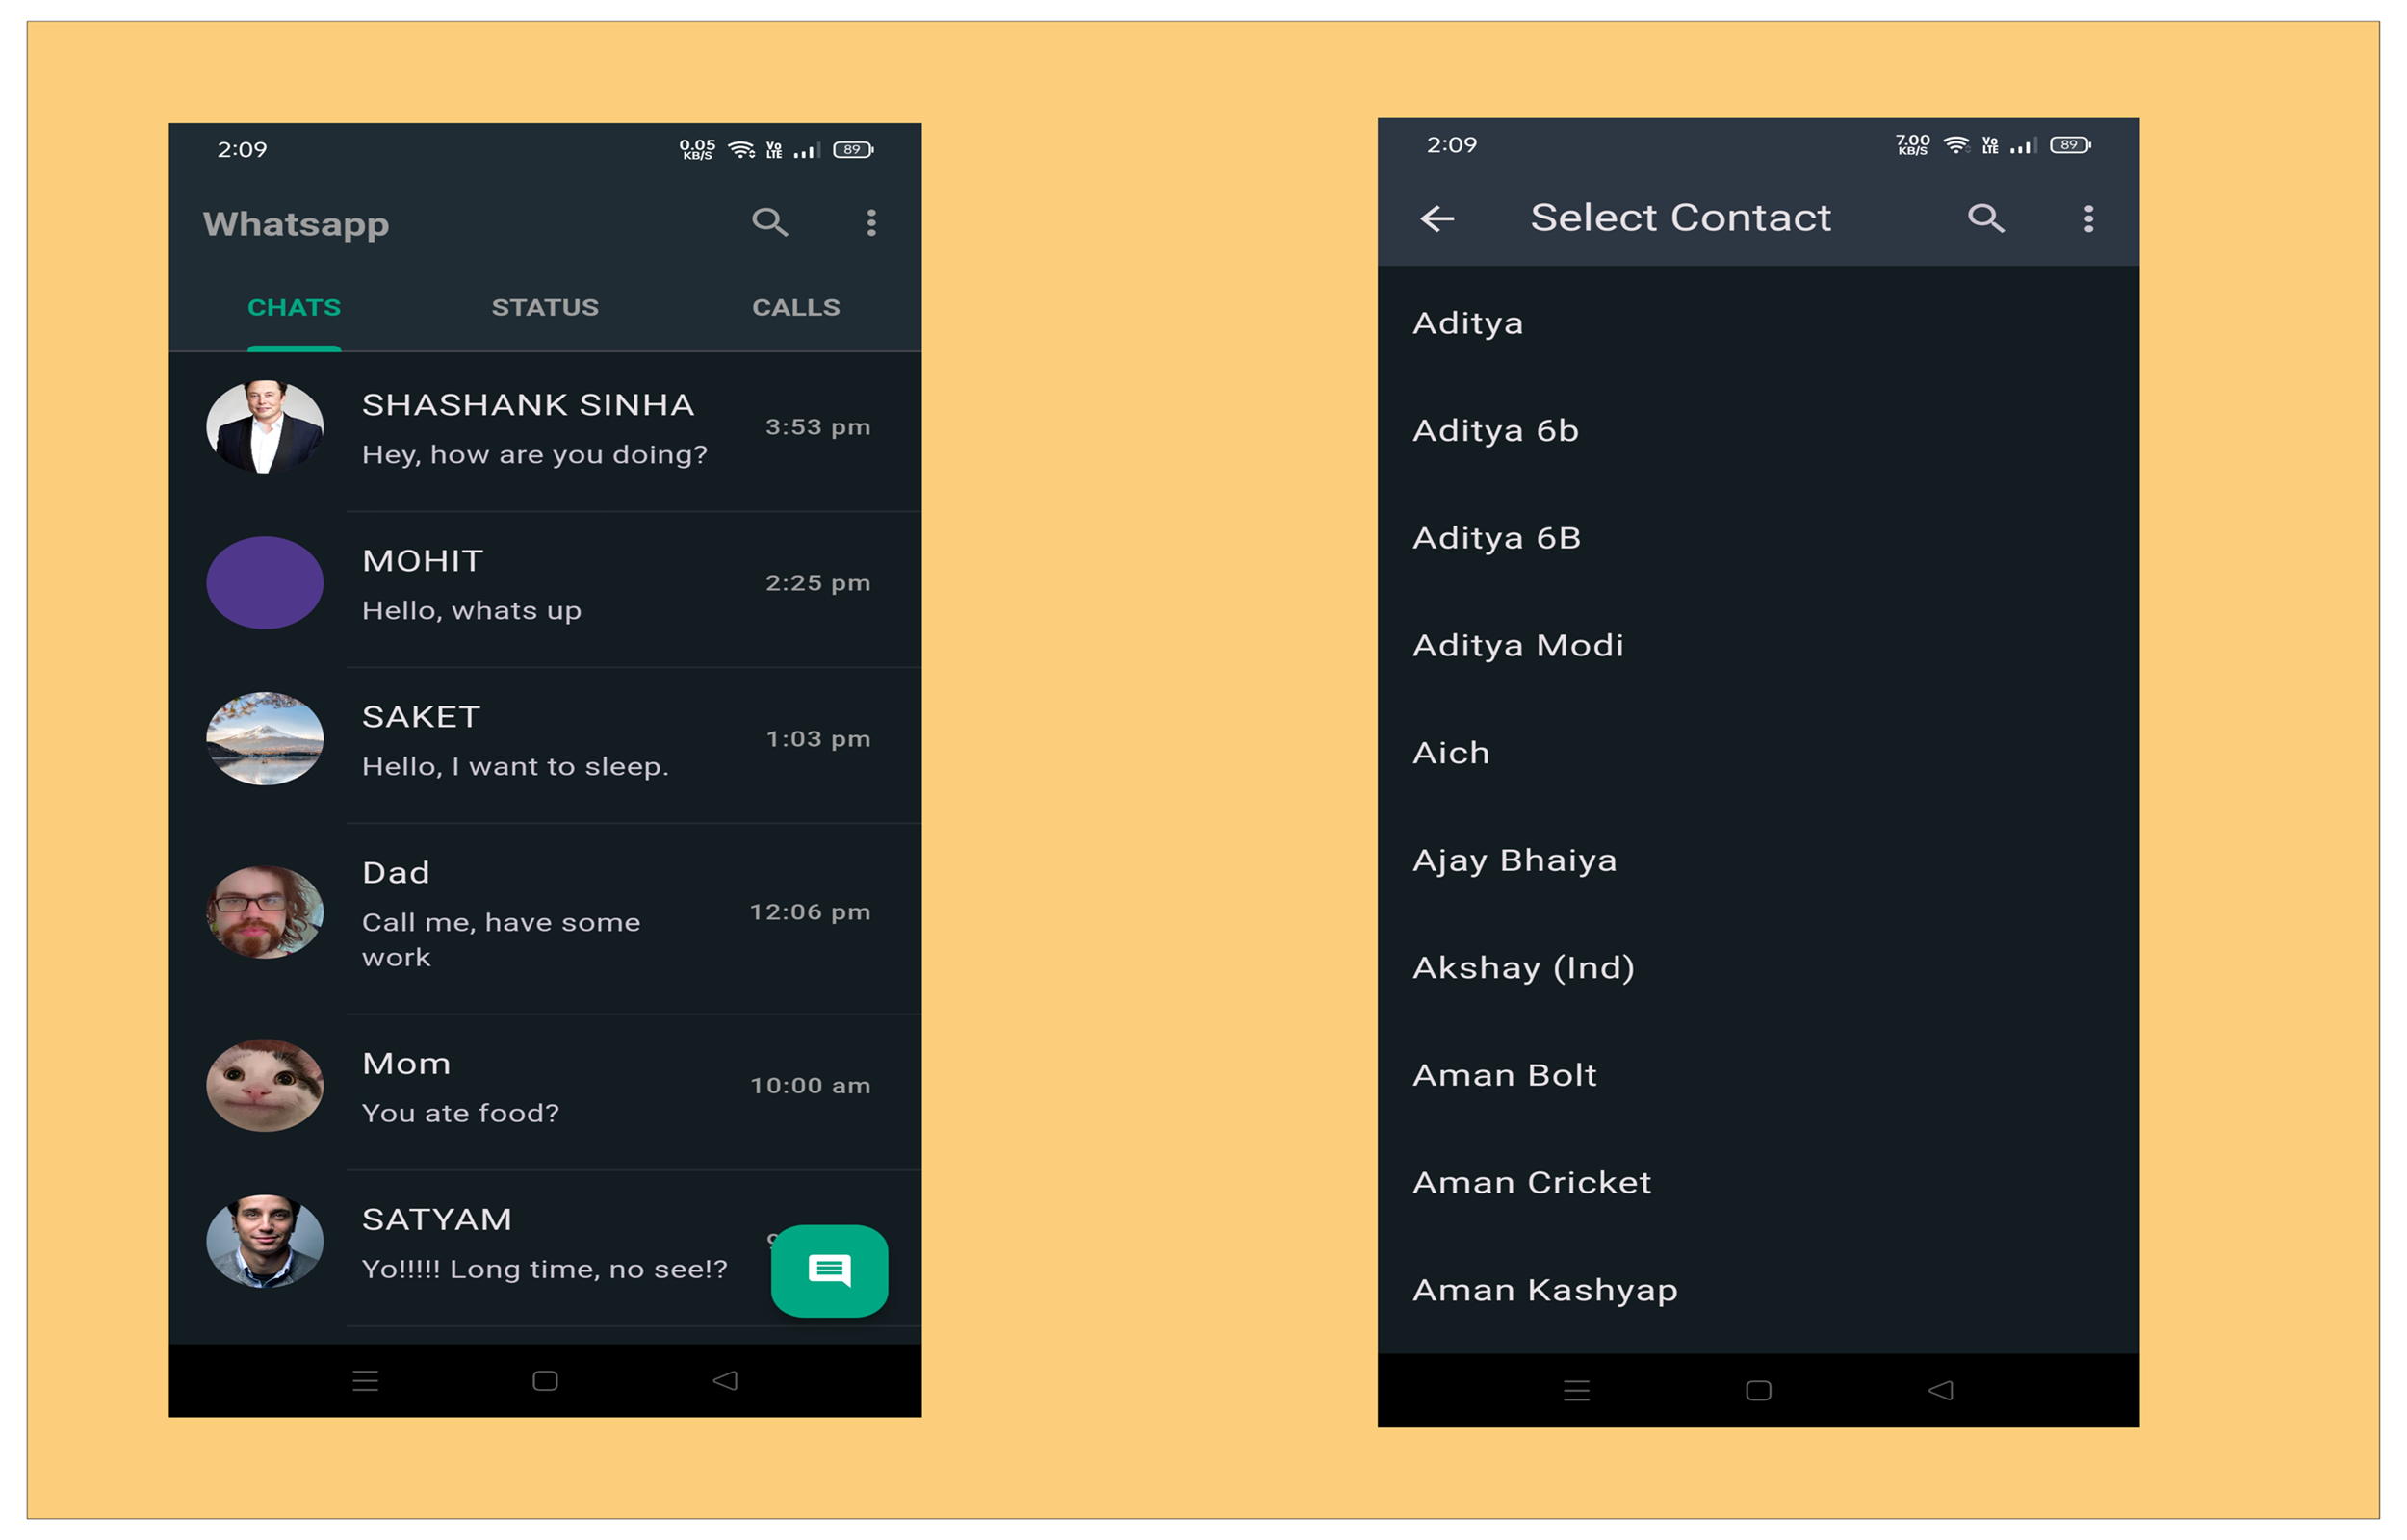 2:09
0.05 KB/S Vo LTE 89
Whatsapp
CHATS STATUS CALLS
SHASHANK SINHA
3:53 pm
Hey, how are you doing?
MOHIT
2:25 pm
Hello, whats up
SAKET
1:03 pm
Hello, I want to sleep.
Dad
12:06 pm
Call me, have some
work
Mom
10:00 am
You ate food?
SATYAM
Yo!!!!! Long time, no see!?
2:09
7.00 KB/S Vo LTE 89
Select Contact
Aditya
Aditya 6b
Aditya 6B
Aditya Modi
Aich
Ajay Bhaiya
Akshay (Ind)
Aman Bolt
Aman Cricket
Aman Kashyap